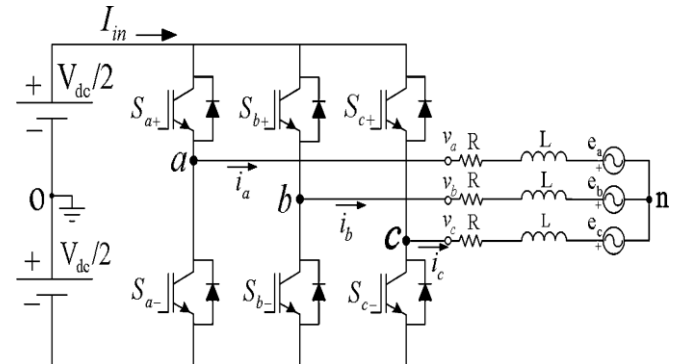 I_in
+
V_dc/2
−
S_a+
S_b+
S_c+
a
i_a
v_a R L e_a
+
0
b
i_b
v_b R L e_b
+
n
c
i_c
v_c R L e_c
+
+
V_dc/2
−
S_a−
S_b−
S_c−